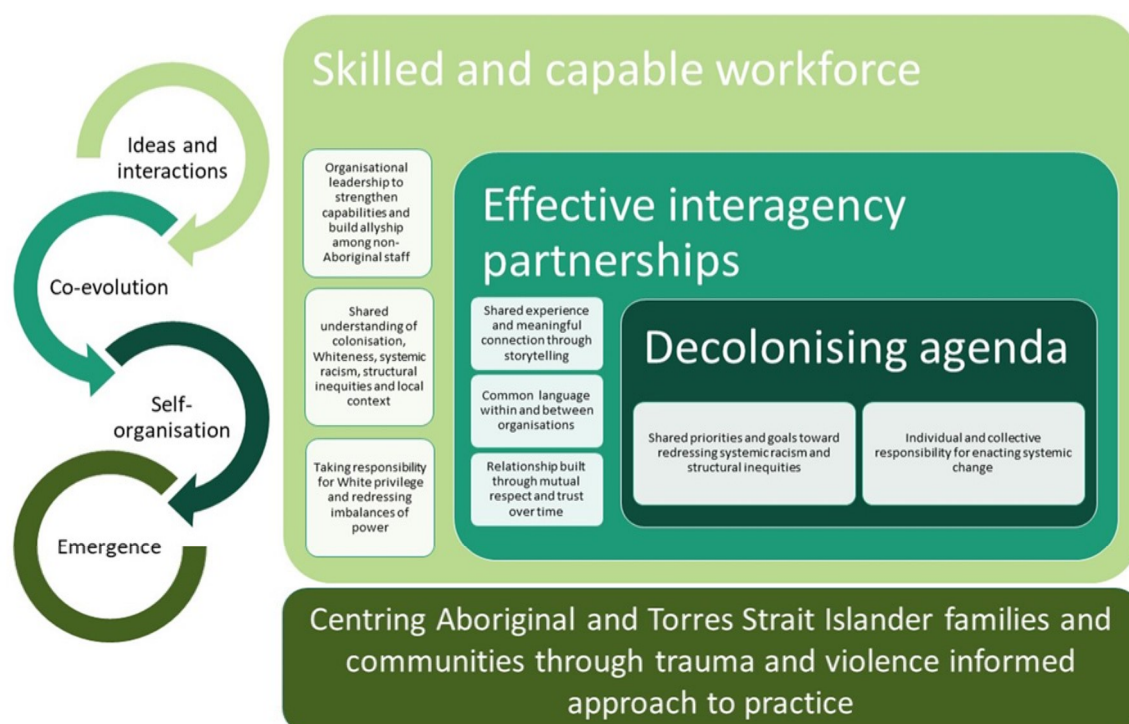 Ideas and
interactions
Co-evolution
Self-
organisation
Emergence
Skilled and capable workforce
Organisational
leadership to
strengthen
capabilities and
build allyship
among non-
Aboriginal staff
Shared
understanding of
colonisation,
Whiteness, systemic
racism, structural
inequities and local
context
Taking responsibility
for White privilege
and redressing
imbalances of
power
Effective interagency
partnerships
Shared experience
and meaningful
connection through
storytelling
Common language
within and between
organisations
Relationship built
through mutual
respect and trust
over time
Decolonising agenda
Shared priorities and goals toward
redressing systemic racism and
structural inequities
Individual and collective
responsibility for enacting systemic
change
Centring Aboriginal and Torres Strait Islander families and
communities through trauma and violence informed
approach to practice